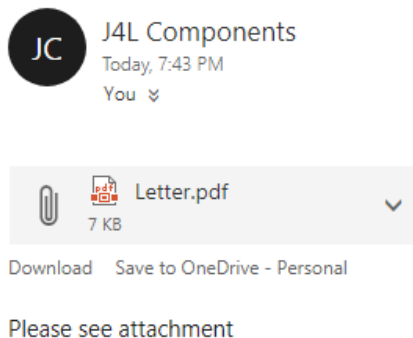 JC
J4L Components
Today, 7:43 PM
You
pdf
Letter.pdf
7 KB
Download Save to OneDrive - Personal
Please see attachment